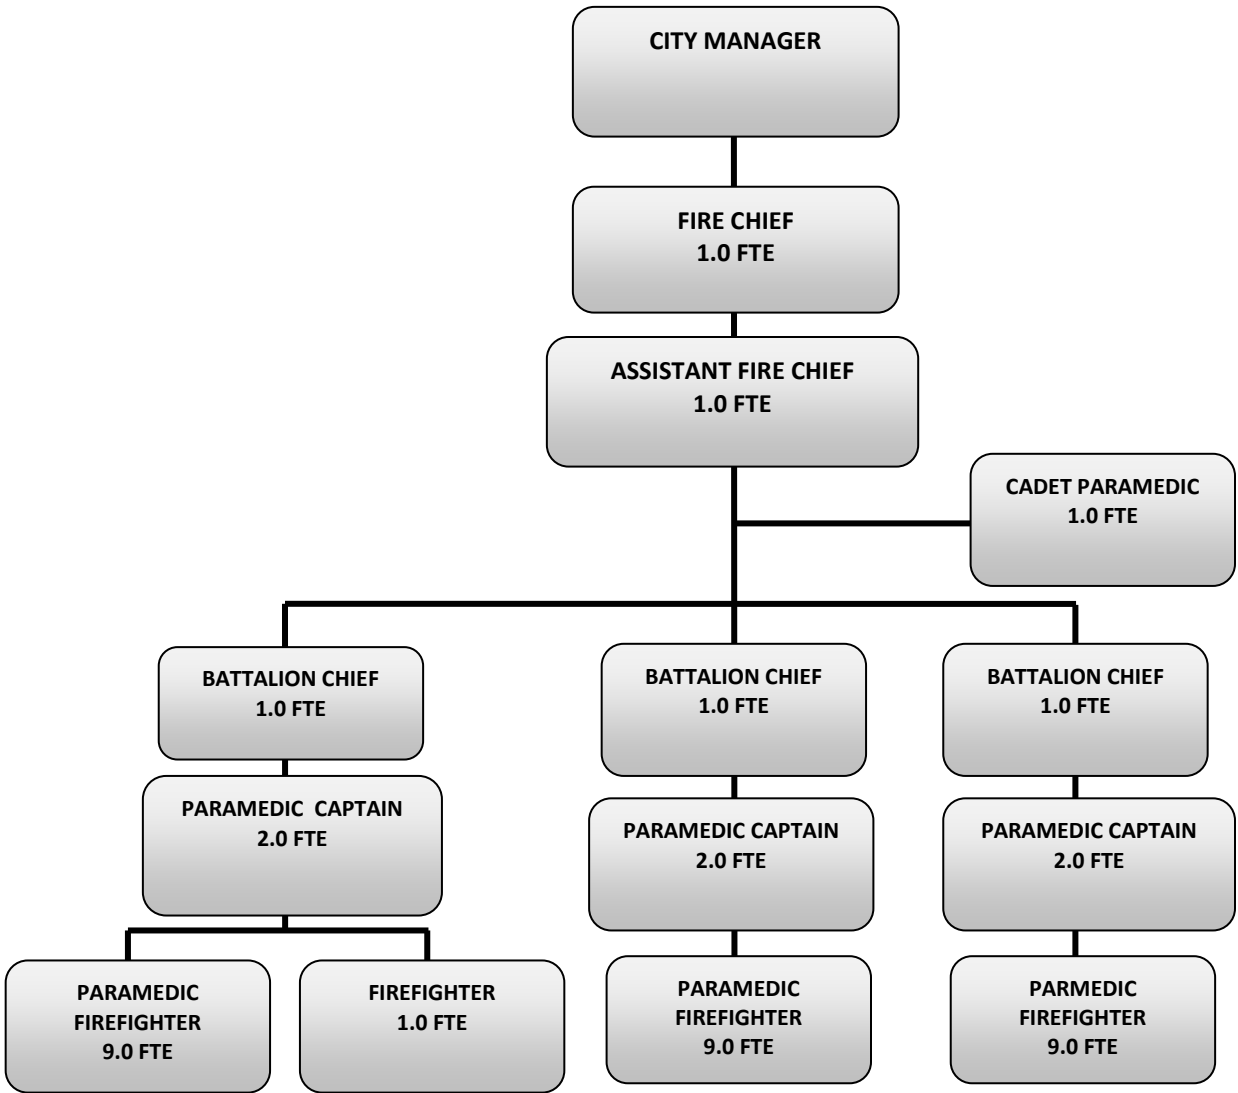 CITY MANAGER
FIRE CHIEF
1.0 FTE
ASSISTANT FIRE CHIEF
1.0 FTE
CADET PARAMEDIC
1.0 FTE
BATTALION CHIEF
1.0 FTE
BATTALION CHIEF
1.0 FTE
BATTALION CHIEF
1.0 FTE
PARAMEDIC  CAPTAIN
2.0 FTE
PARAMEDIC CAPTAIN
2.0 FTE
PARAMEDIC CAPTAIN
2.0 FTE
PARAMEDIC
FIREFIGHTER
9.0 FTE
FIREFIGHTER
1.0 FTE
PARAMEDIC
FIREFIGHTER
9.0 FTE
PARMEDIC
FIREFIGHTER
9.0 FTE